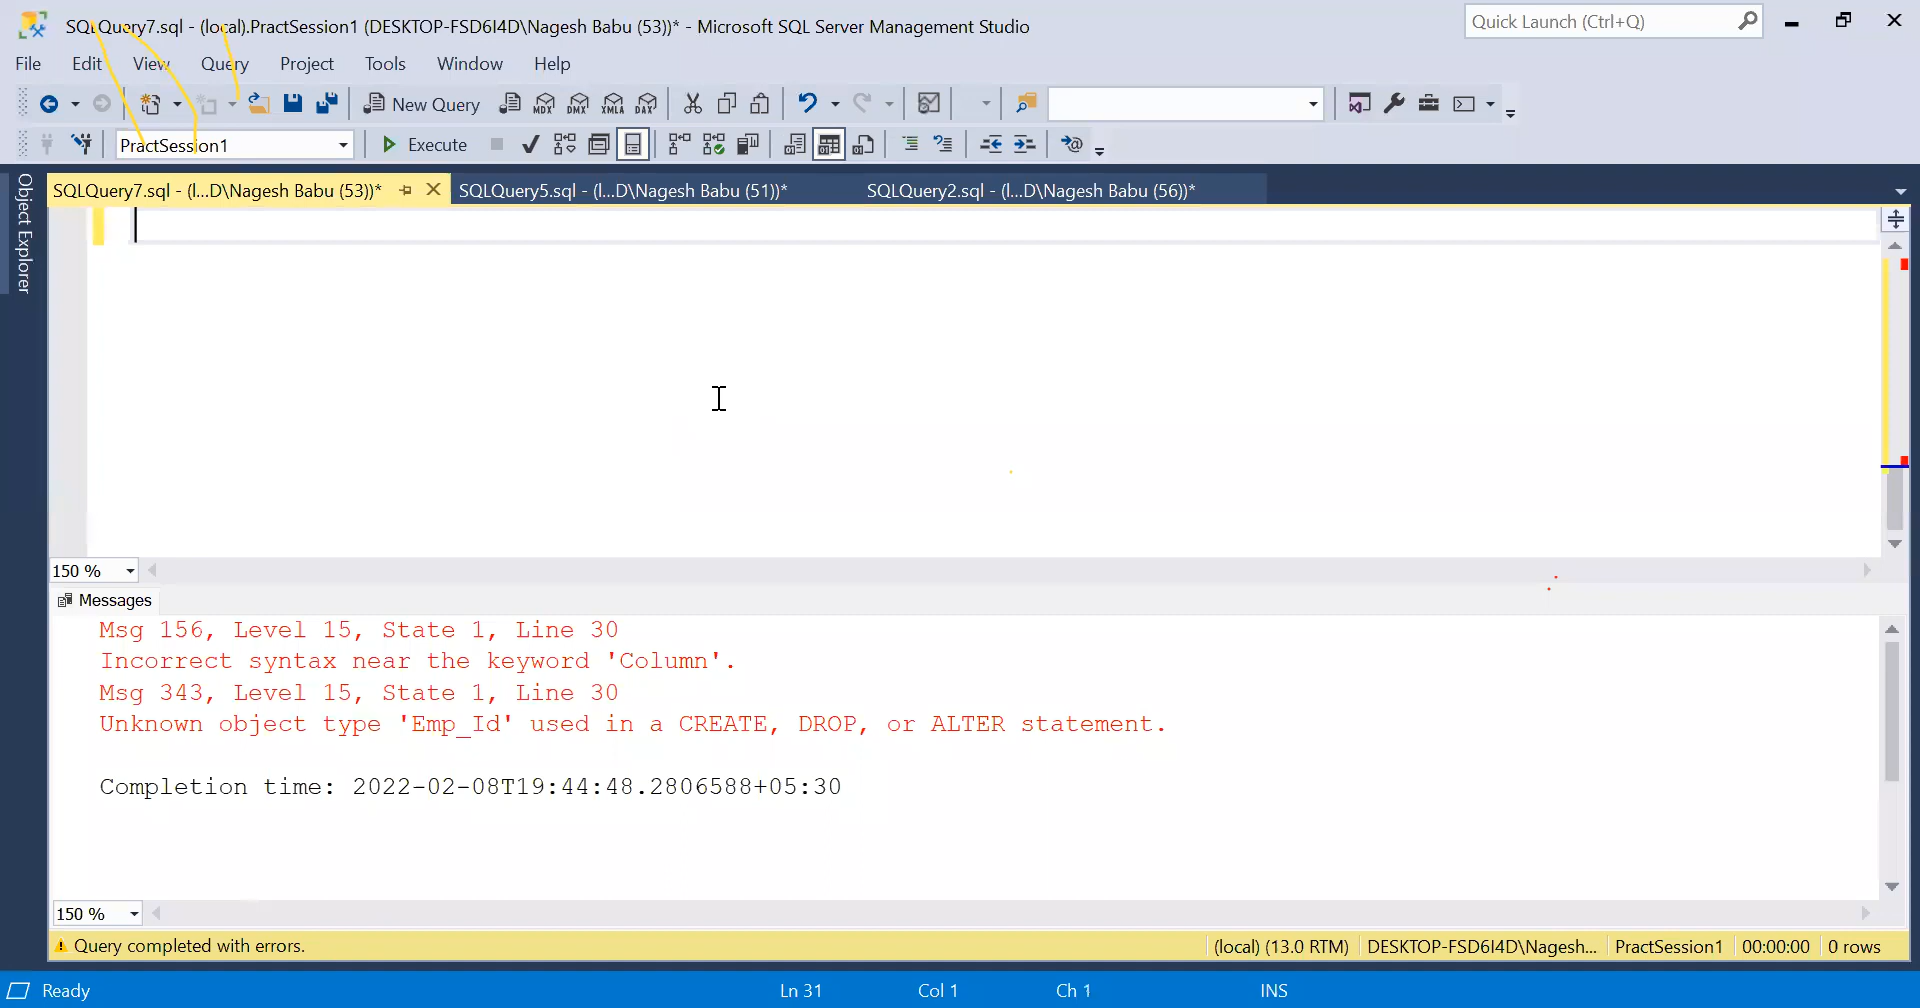 SQLQuery7.sql - (local).PractSession1 (DESKTOP-FSD6I4D\Nagesh Babu (53))* - Microsoft SQL Server Management Studio
Quick Launch (Ctrl+Q)
File Edit View Query Project Tools Window Help
New Query MDX DMX XMLA DAX
PractSession1 Execute
Object Explorer
SQLQuery7.sql - (l...D\Nagesh Babu (53))* SQLQuery5.sql - (l...D\Nagesh Babu (51))* SQLQuery2.sql - (l...D\Nagesh Babu (56))*
150 %
Messages
Msg 156, Level 15, State 1, Line 30
Incorrect syntax near the keyword 'Column'.
Msg 343, Level 15, State 1, Line 30
Unknown object type 'Emp_Id' used in a CREATE, DROP, or ALTER statement.
Completion time: 2022-02-08T19:44:48.2806588+05:30
150 %
Query completed with errors. (local) (13.0 RTM) DESKTOP-FSD6I4D\Nagesh... PractSession1 00:00:00 0 rows
Ready Ln 31 Col 1 Ch 1 INS